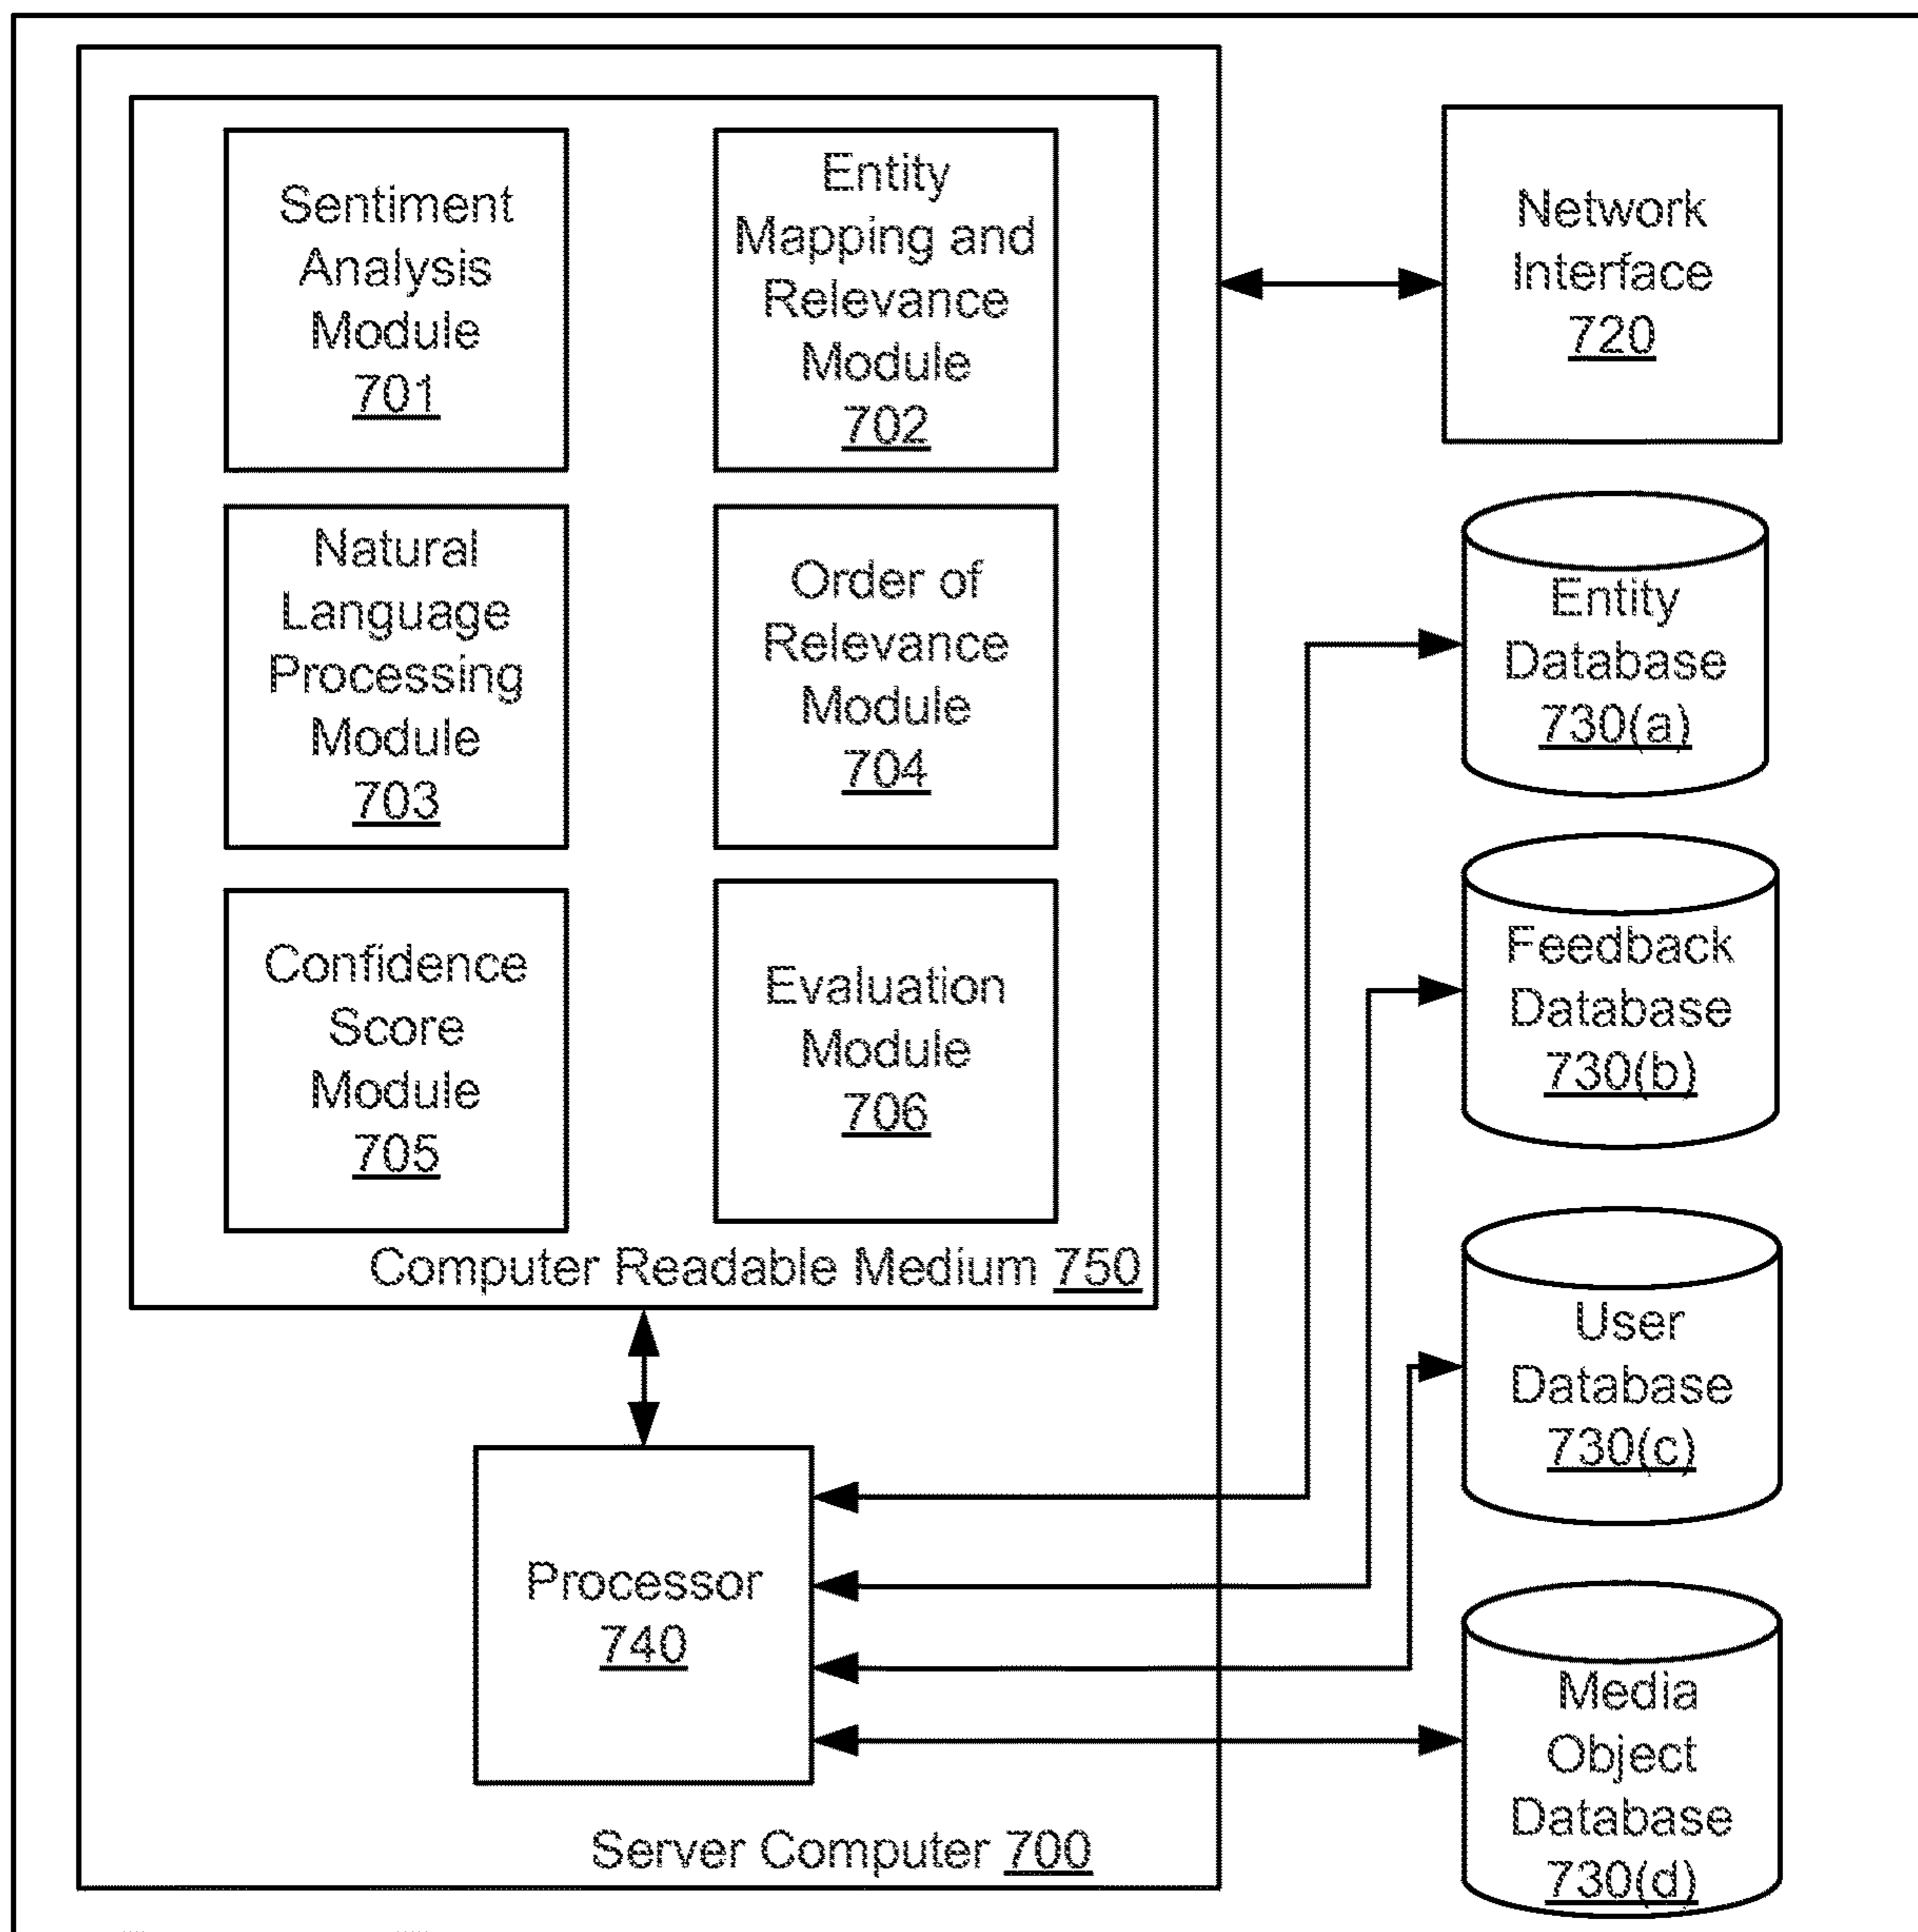 Sentiment
Analysis
Module
701
Entity
Mapping and
Relevance
Module
702
Natural
Language
Processing
Module
703
Order of
Relevance
Module
704
Confidence
Score
Module
705
Evaluation
Module
706
Computer Readable Medium 750
Processor
740
Server Computer 700
Network
Interface
720
Entity
Database
730(a)
Feedback
Database
730(b)
User
Database
730(c)
Media
Object
Database
730(d)